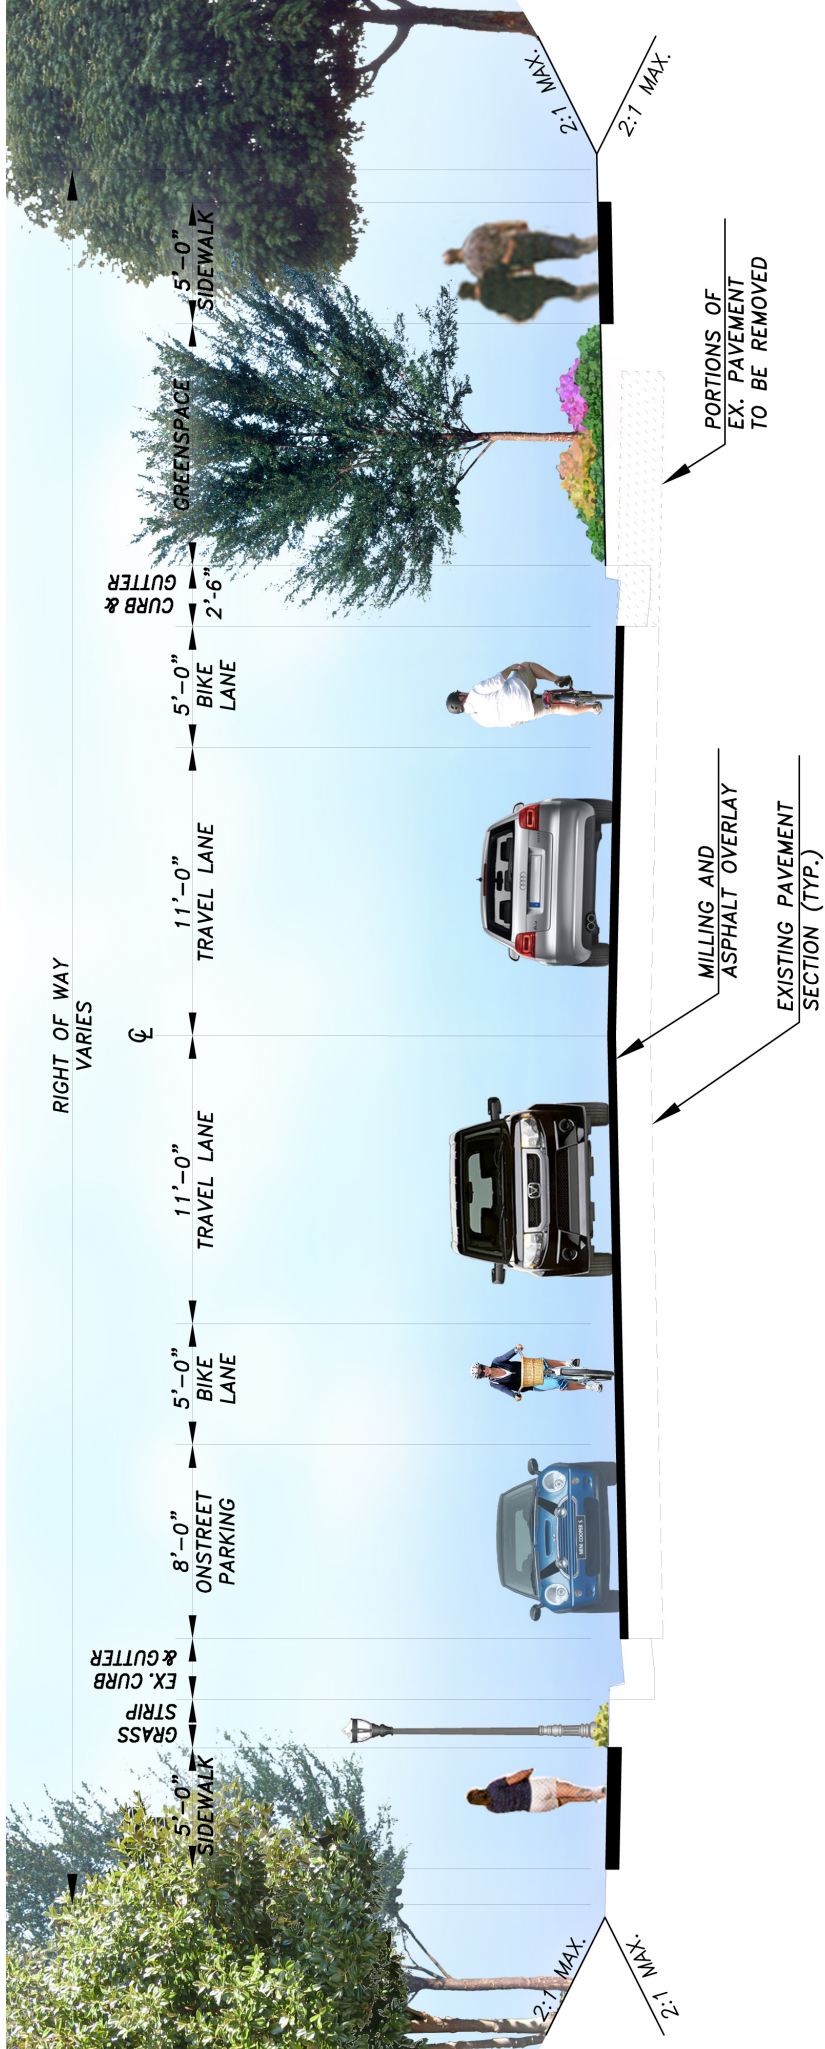 RIGHT OF WAY
VARIES
℄
5'-0"
SIDEWALK
GRASS
STRIP
EX. CURB
& GUTTER
8'-0"
ONSTREET
PARKING
5'-0"
BIKE
LANE
11'-0"
TRAVEL LANE
11'-0"
TRAVEL LANE
5'-0"
BIKE
LANE
CURB &
GUTTER
2'-6"
GREENSPACE
5'-0"
SIDEWALK
2:1 MAX.
2:1 MAX.
MINI COOPER S
2:1 MAX.
2:1 MAX.
MILLING AND
ASPHALT OVERLAY
EXISTING PAVEMENT
SECTION (TYP.)
PORTIONS OF
EX. PAVEMENT
TO BE REMOVED